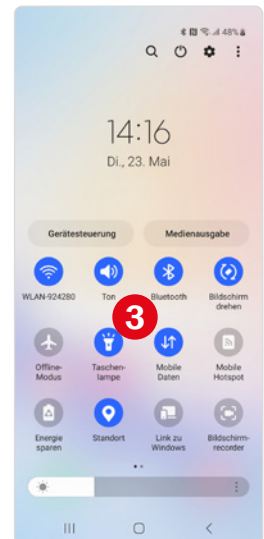 48%
14:16
Di., 23. Mai
Gerätesteuerung Medienausgabe
WLAN-924280 Ton Bluetooth Bildschirm
drehen
3
Offline- Taschen- Mobile Mobile
Modus lampe Daten Hotspot
Energie Standort Link zu Bildschirm-
sparen Windows recorder